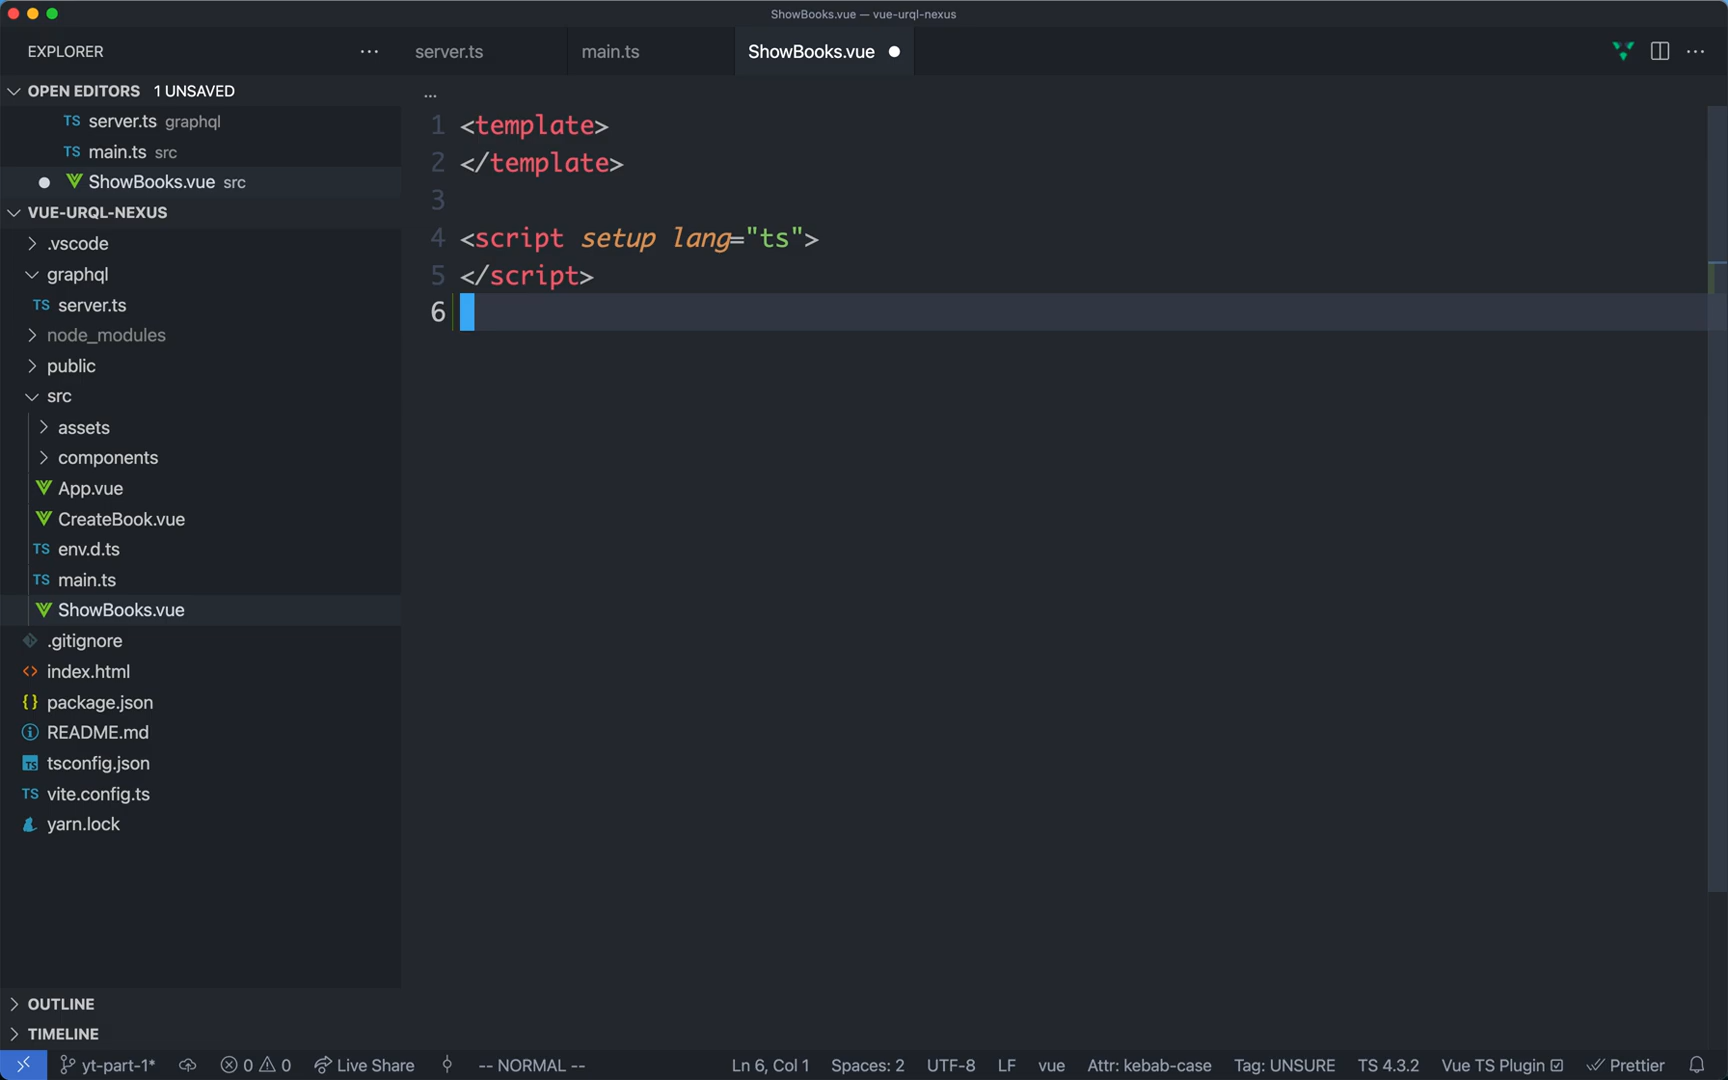 ShowBooks.vue — vue-urql-nexus
EXPLORER
server.ts
main.ts
ShowBooks.vue
OPEN EDITORS 1 UNSAVED
TS server.ts graphql
TS main.ts src
ShowBooks.vue src
VUE-URQL-NEXUS
.vscode
graphql
TS server.ts
node_modules
public
src
assets
components
App.vue
CreateBook.vue
TS env.d.ts
TS main.ts
ShowBooks.vue
.gitignore
index.html
package.json
README.md
TS tsconfig.json
TS vite.config.ts
yarn.lock
OUTLINE
TIMELINE
...
1 <template>
2 </template>
3
4 <script setup lang="ts">
5 </script>
6
yt-part-1* 0 0 Live Share -- NORMAL -- Ln 6, Col 1 Spaces: 2 UTF-8 LF vue Attr: kebab-case Tag: UNSURE TS 4.3.2 Vue TS Plugin Prettier